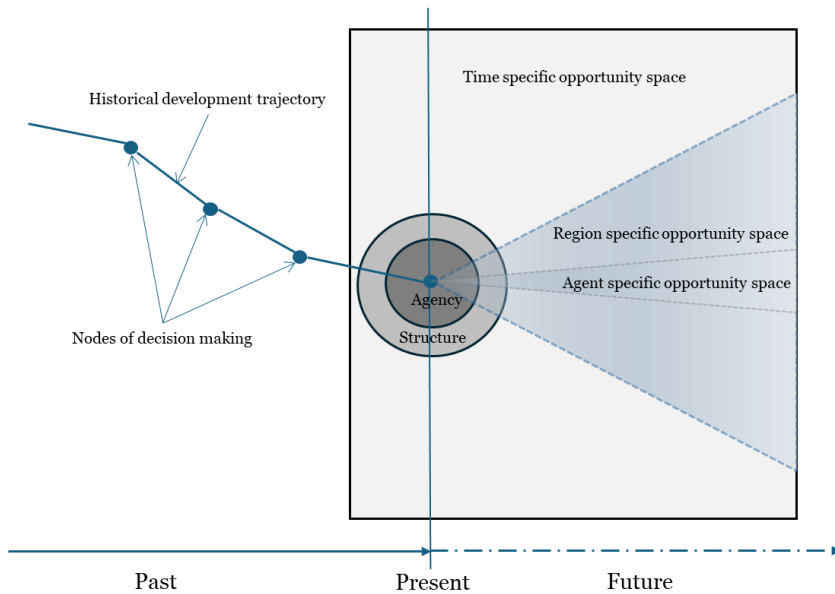 Time specific opportunity space
Historical development trajectory
Region specific opportunity space
Agent specific opportunity space
Agency
Structure
Nodes of decision making
Past
Present
Future